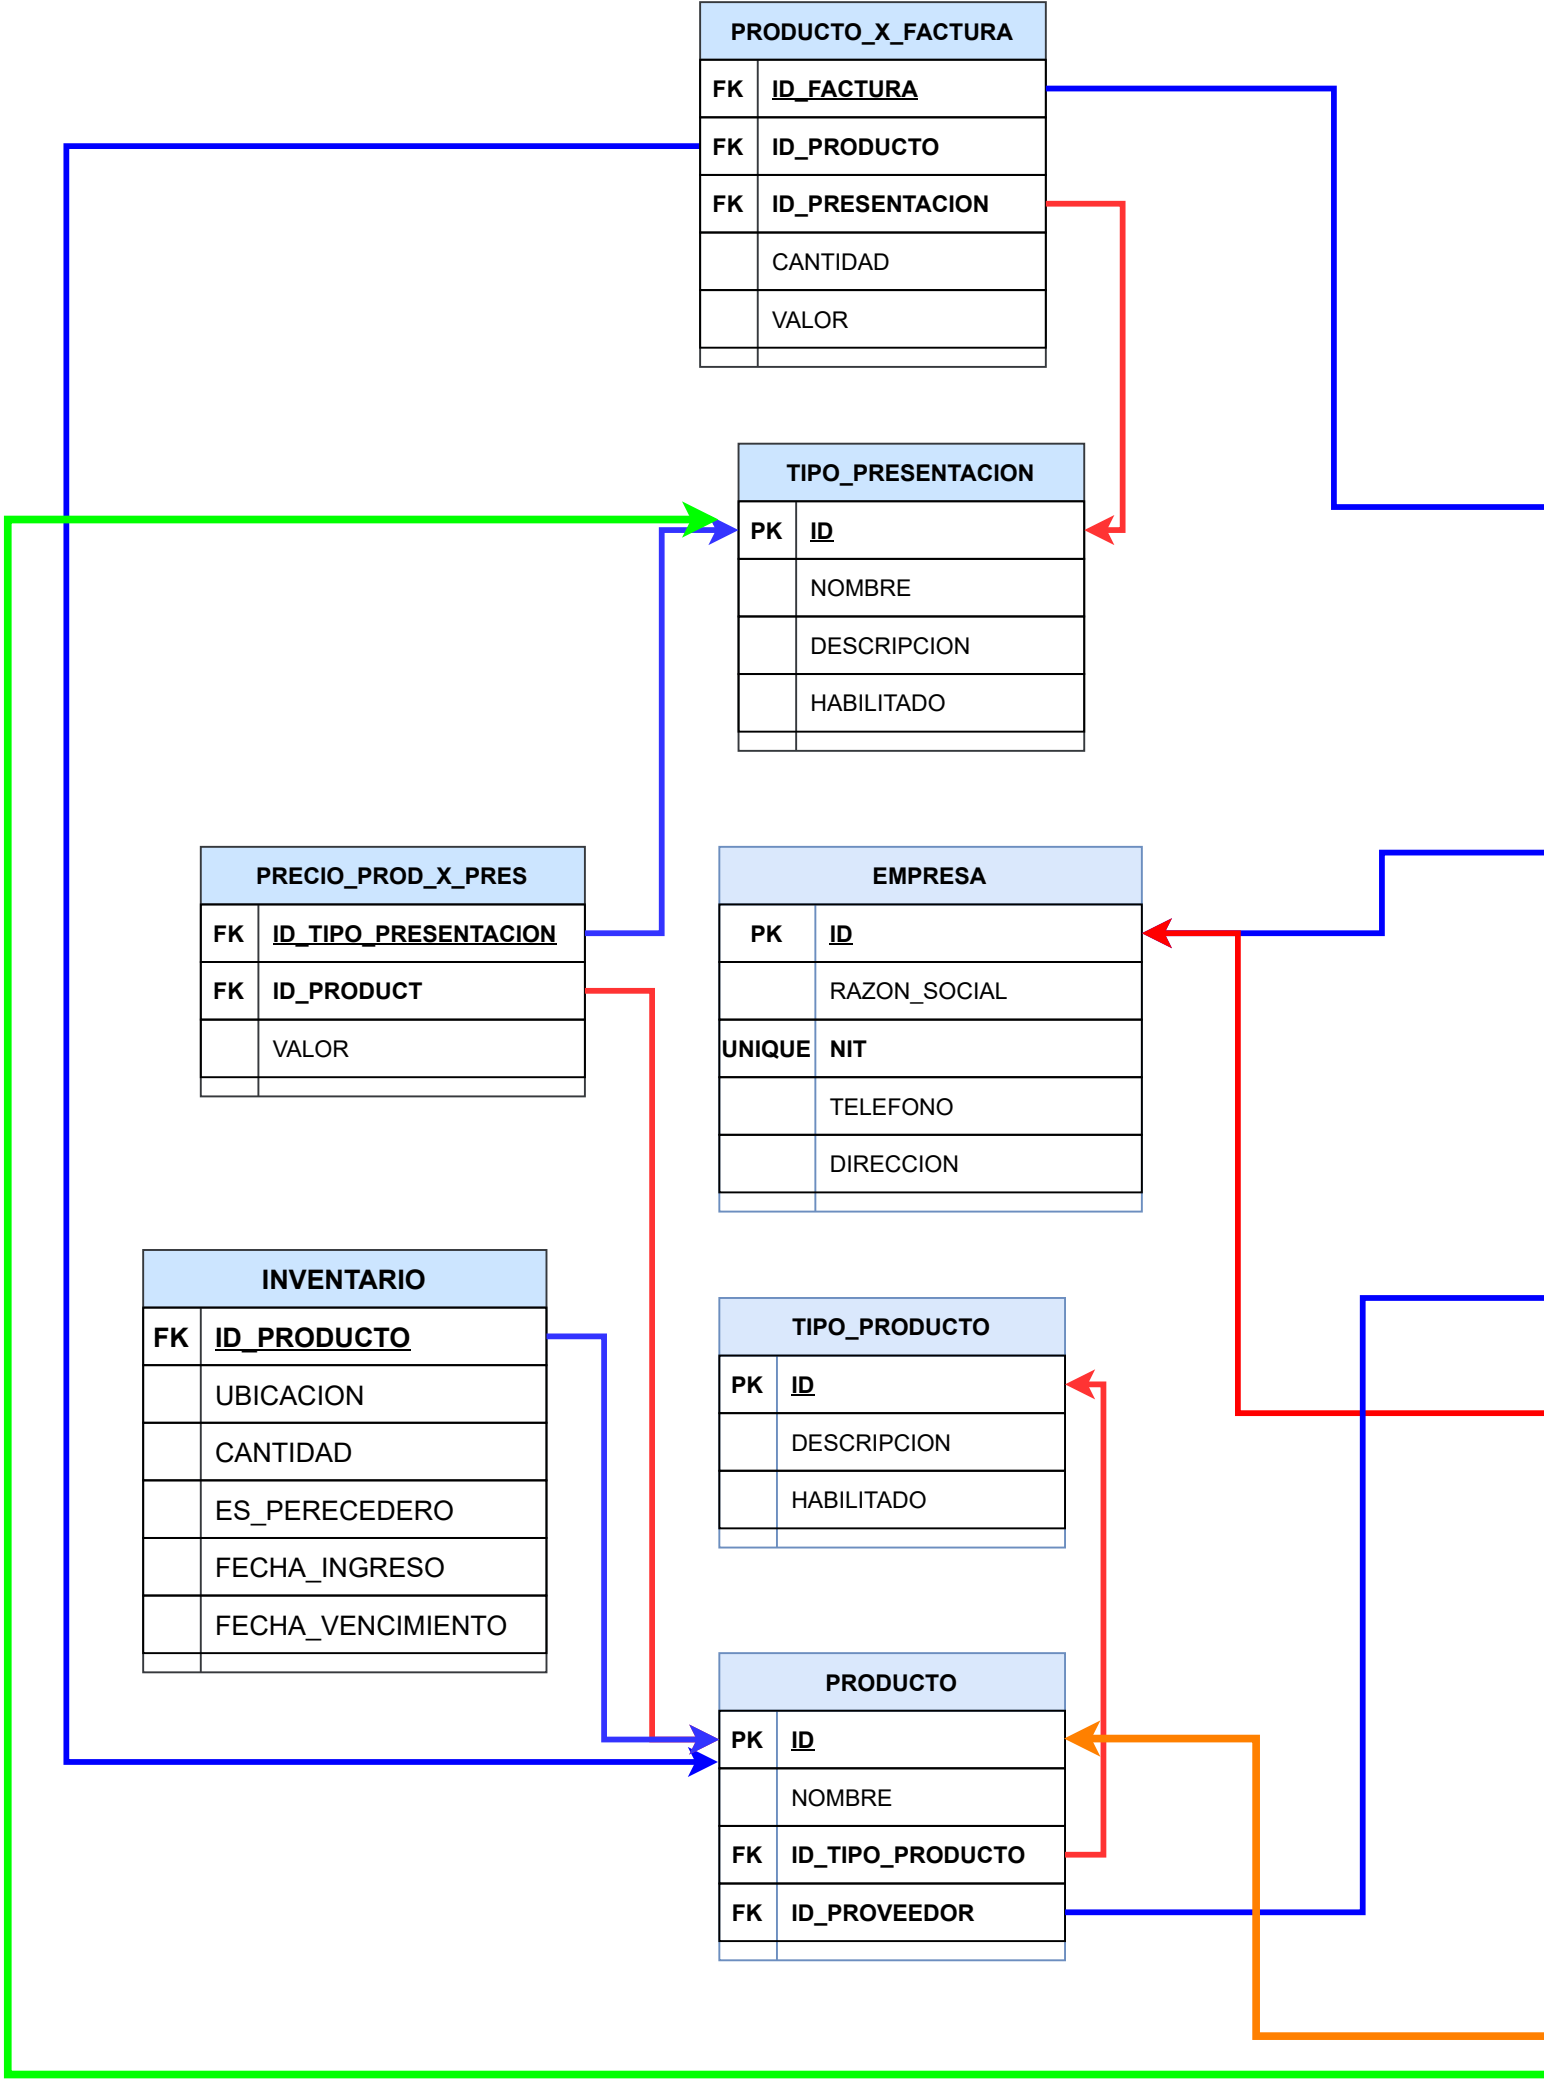 PRODUCTO_X_FACTURA
FK ID_FACTURA
FK ID_PRODUCTO
FK ID_PRESENTACION
CANTIDAD
VALOR
TIPO_PRESENTACION
PK ID
NOMBRE
DESCRIPCION
HABILITADO
PRECIO_PROD_X_PRES
FK ID_TIPO_PRESENTACION
FK ID_PRODUCT
VALOR
EMPRESA
PK ID
RAZON_SOCIAL
UNIQUE NIT
TELEFONO
DIRECCION
INVENTARIO
FK ID_PRODUCTO
UBICACION
CANTIDAD
ES_PERECEDERO
FECHA_INGRESO
FECHA_VENCIMIENTO
TIPO_PRODUCTO
PK ID
DESCRIPCION
HABILITADO
PRODUCTO
PK ID
NOMBRE
FK ID_TIPO_PRODUCTO
FK ID_PROVEEDOR